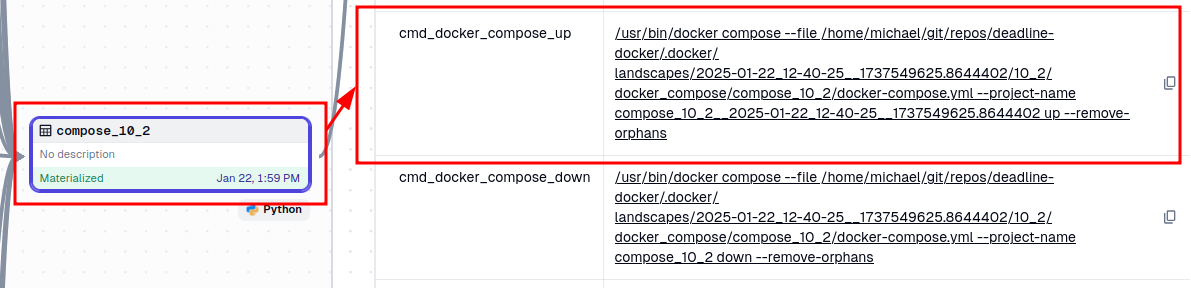 compose_10_2
No description
Materialized Jan 22, 1:59 PM
Python
cmd_docker_compose_up
/usr/bin/docker compose --file /home/michael/git/repos/deadline-
docker/.docker/
landscapes/2025-01-22_12-40-25__1737549625.8644402/10_2/
docker_compose/compose_10_2/docker-compose.yml --project-name
compose_10_2__2025-01-22_12-40-25__1737549625.8644402 up --remove-
orphans
cmd_docker_compose_down
/usr/bin/docker compose --file /home/michael/git/repos/deadline-
docker/.docker/
landscapes/2025-01-22_12-40-25__1737549625.8644402/10_2/
docker_compose/compose_10_2/docker-compose.yml --project-name
compose_10_2 down --remove-orphans